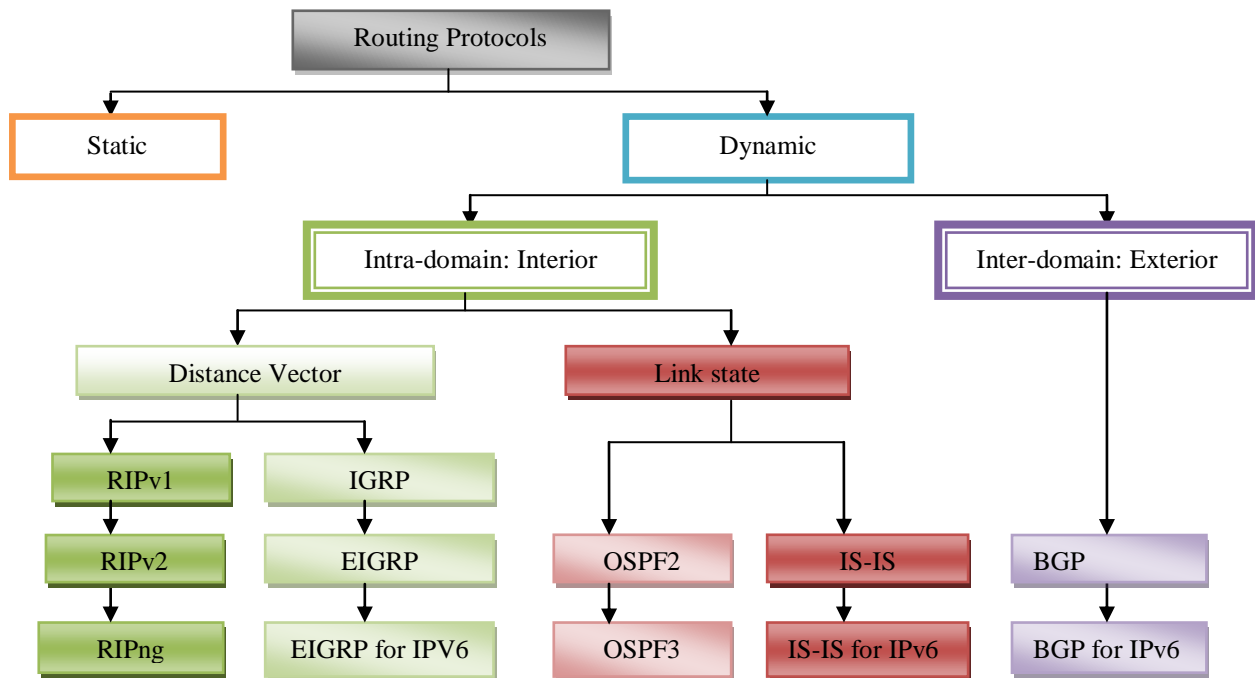 Routing Protocols
Static
Dynamic
Intra-domain: Interior
Inter-domain: Exterior
Distance Vector
Link state
RIPv1
IGRP
RIPv2
EIGRP
OSPF2
IS-IS
BGP
RIPng
EIGRP for IPV6
OSPF3
IS-IS for IPv6
BGP for IPv6